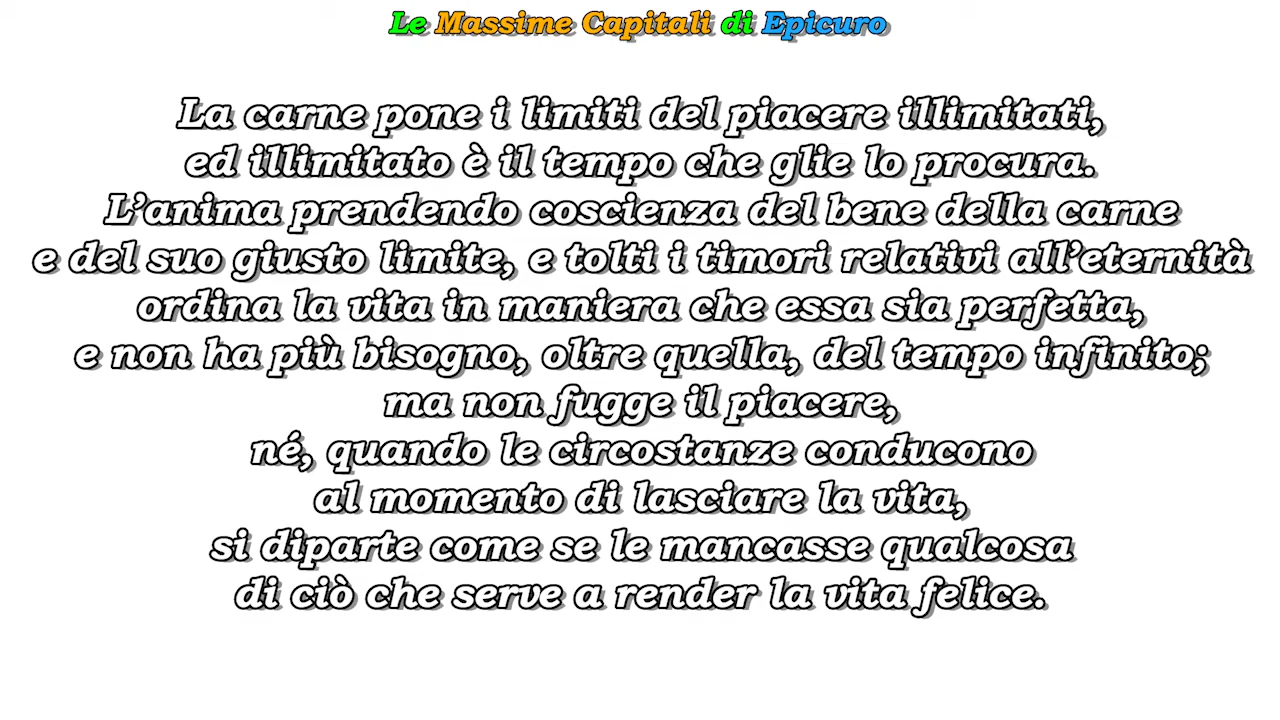 Le Massime Capitali di Epicuro
La carne pone i limiti del piacere illimitati,
ed illimitato è il tempo che glie lo procura.
L’anima prendendo coscienza del bene della carne
e del suo giusto limite, e tolti i timori relativi all’eternità
ordina la vita in maniera che essa sia perfetta,
e non ha più bisogno, oltre quella, del tempo infinito;
ma non fugge il piacere,
né, quando le circostanze conducono
al momento di lasciare la vita,
si diparte come se le mancasse qualcosa
di ciò che serve a render la vita felice.